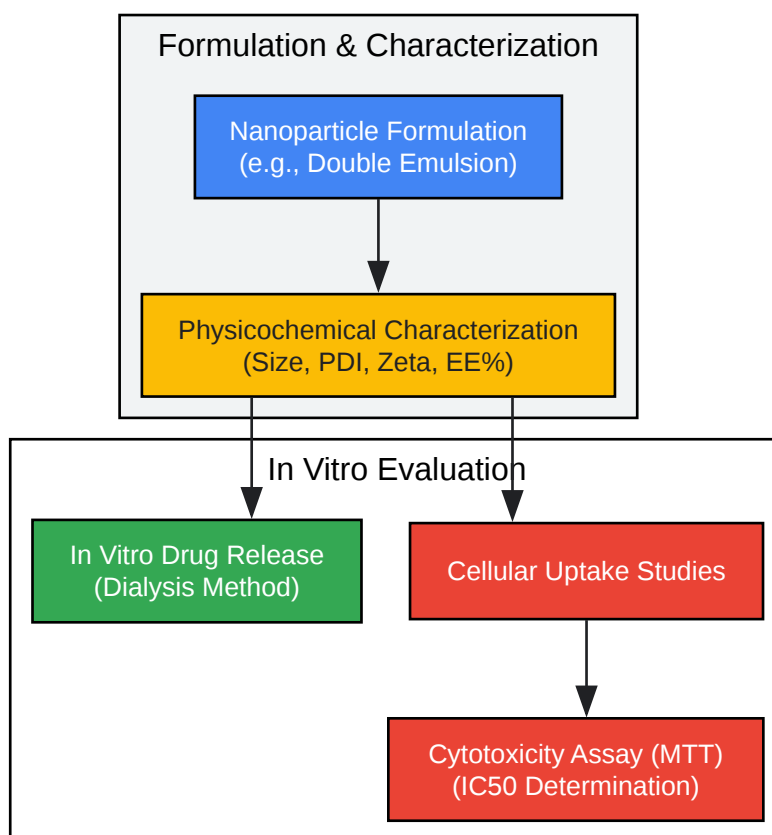 Formulation & Characterization
Nanoparticle Formulation
(e.g., Double Emulsion)
Physicochemical Characterization
(Size, PDI, Zeta, EE%)
In Vitro Evaluation
In Vitro Drug Release
(Dialysis Method)
Cellular Uptake Studies
Cytotoxicity Assay (MTT)
(IC50 Determination)